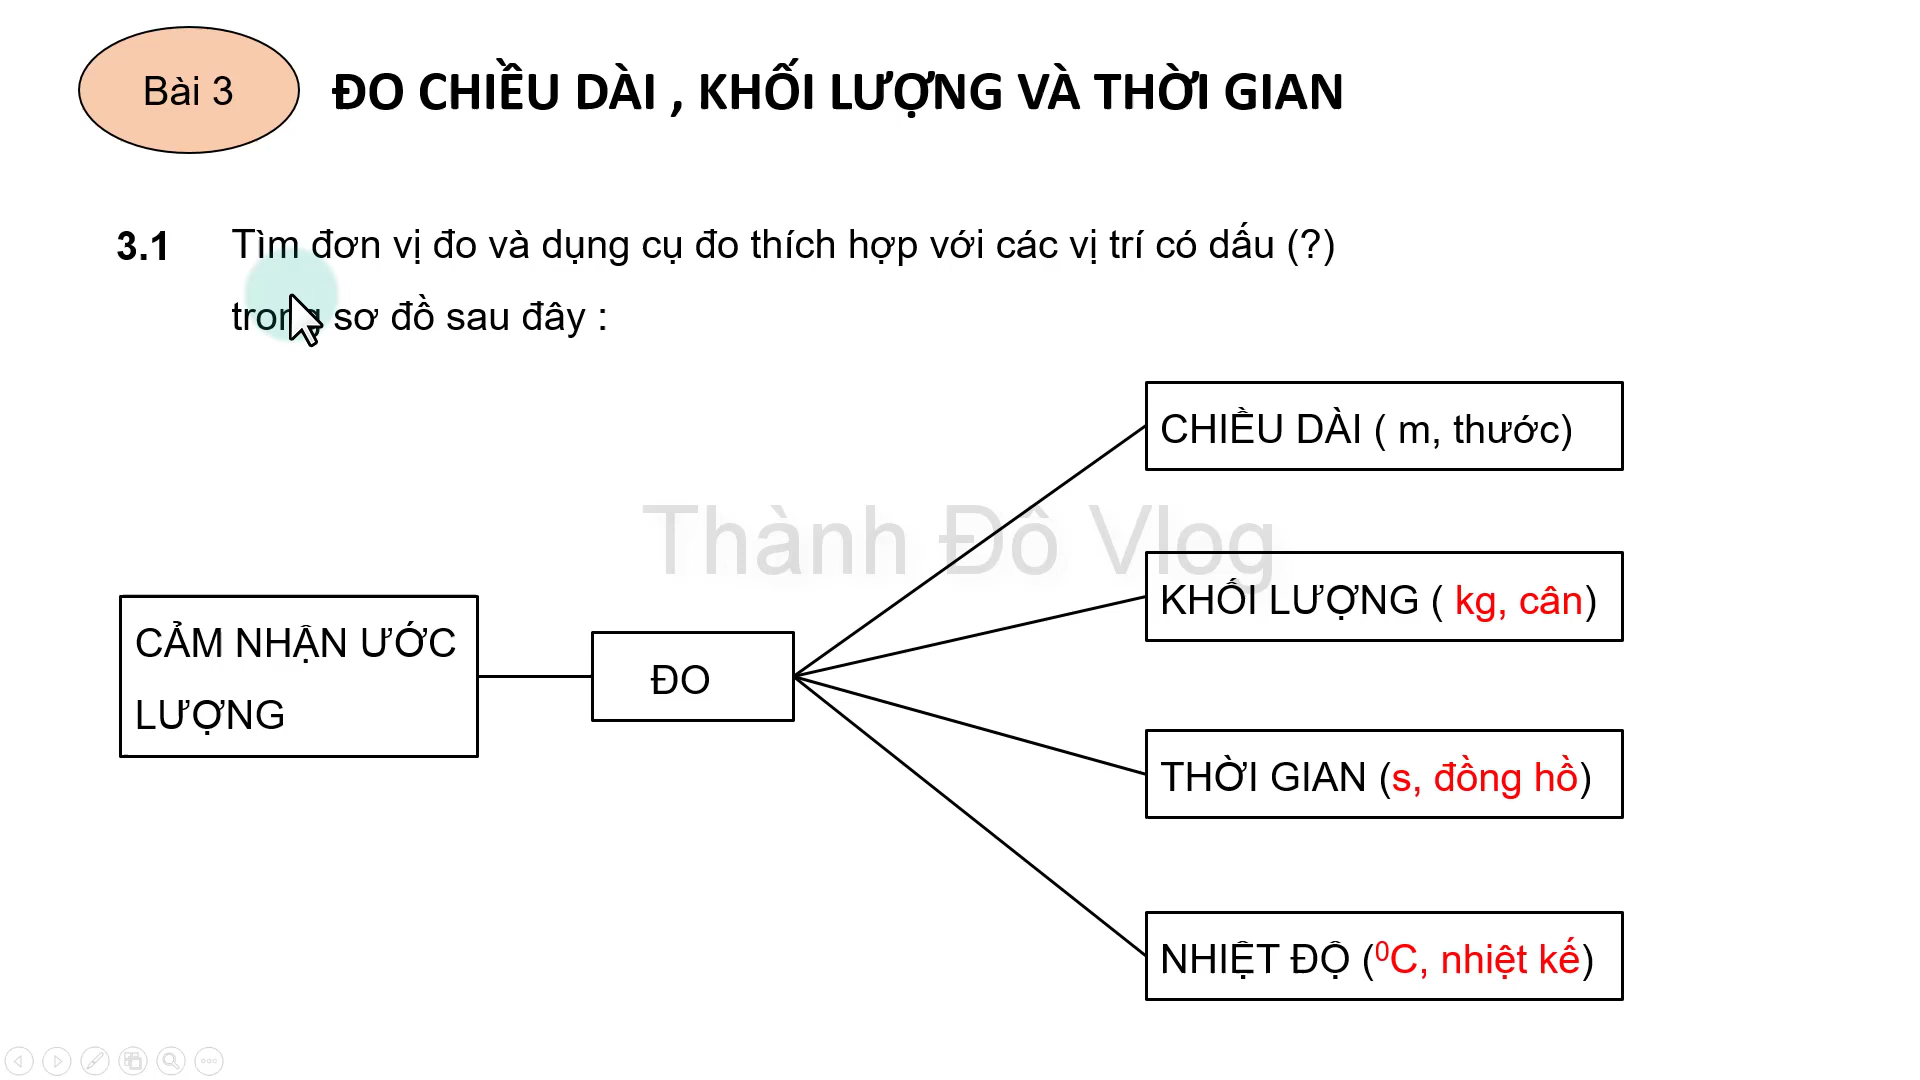 Bài 3
ĐO CHIỀU DÀI , KHỐI LƯỢNG VÀ THỜI GIAN
3.1 Tìm đơn vị đo và dụng cụ đo thích hợp với các vị trí có dấu (?)
trong sơ đồ sau đây :
CHIỀU DÀI ( m, thước)
Thành Đô Vlog
KHỐI LƯỢNG ( kg, cân)
CẢM NHẬN ƯỚC
LƯỢNG
ĐO
THỜI GIAN (s, đồng hồ)
NHIỆT ĐỘ (⁰C, nhiệt kế)